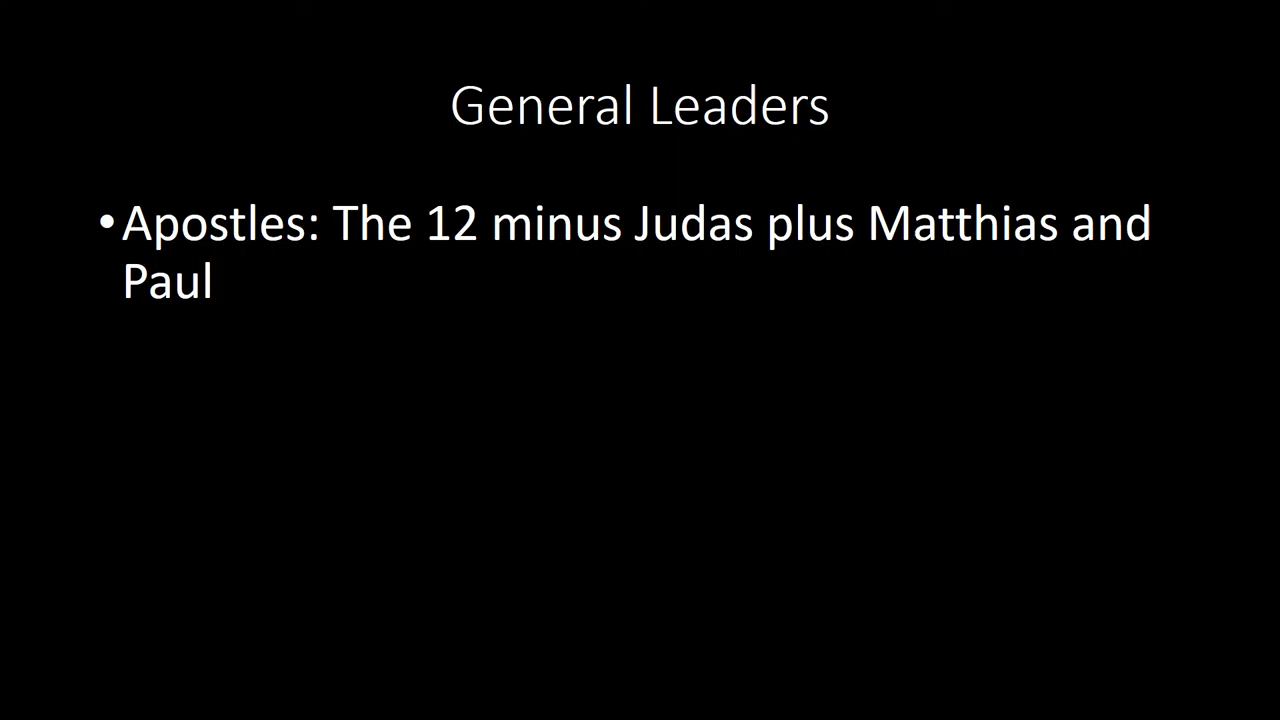 General Leaders
•Apostles: The 12 minus Judas plus Matthias and
Paul